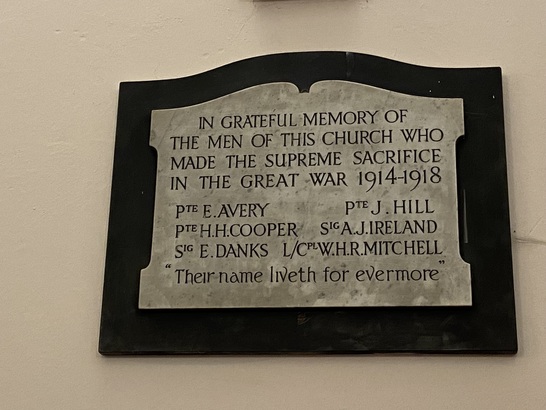 IN GRATEFUL MEMORY OF
THE MEN OF THIS CHURCH WHO
MADE THE SUPREME SACRIFICE
IN THE GREAT WAR 1914-1918
PTE E. AVERY PTE J. HILL
PTE H.H. COOPER SIG A.J. IRELAND
SIG E. DANKS L/CPL W.H.R. MITCHELL
"Their name liveth for evermore"